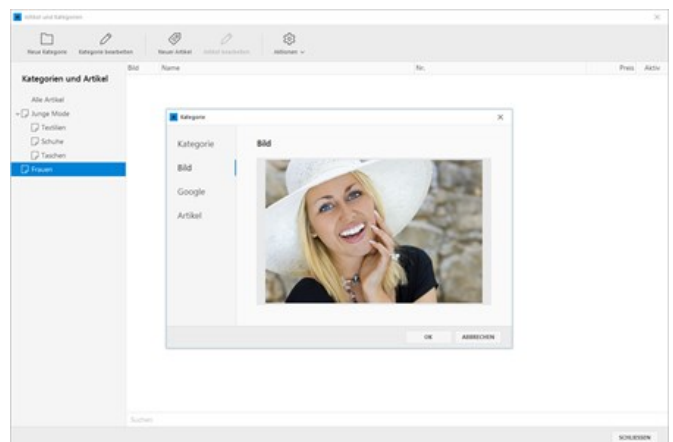 Artikel und Kategorien
Neue Kategorie
Kategorie bearbeiten
Neuer Artikel
Artikel bearbeiten
Aktionen
Kategorien und Artikel
Bild
Name
Nr.
Preis
Aktiv
Alle Artikel
Junge Mode
Textilien
Schuhe
Taschen
Frauen
Kategorie
Kategorie
Bild
Google
Artikel
Bild
OK
ABBRECHEN
Suchen
SCHLIESSEN